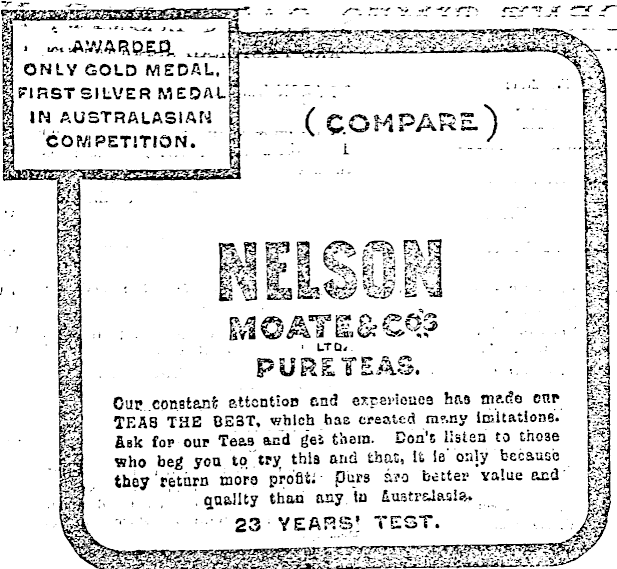 AWARDED
ONLY GOLD MEDAL,
FIRST SILVER MEDAL
IN AUSTRALASIAN
COMPETITION.
(COMPARE)
NELSON
MOATE & CO'S
LTD.
PURE TEAS.
Our constant attention and experience has made our
TEAS THE BEST, which has created many imitations.
Ask for our Teas and get them. Don't listen to those
who beg you to try this and that, it is only because
they return more profit. Ours are better value and
quality than any in Australasia.
23 YEARS' TEST.